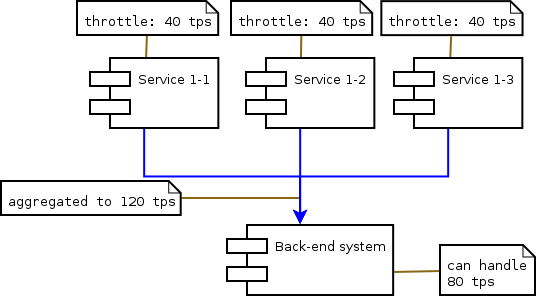 throttle: 40 tps
throttle: 40 tps
throttle: 40 tps
Service 1-1
Service 1-2
Service 1-3
aggregated to 120 tps
Back-end system
can handle
80 tps